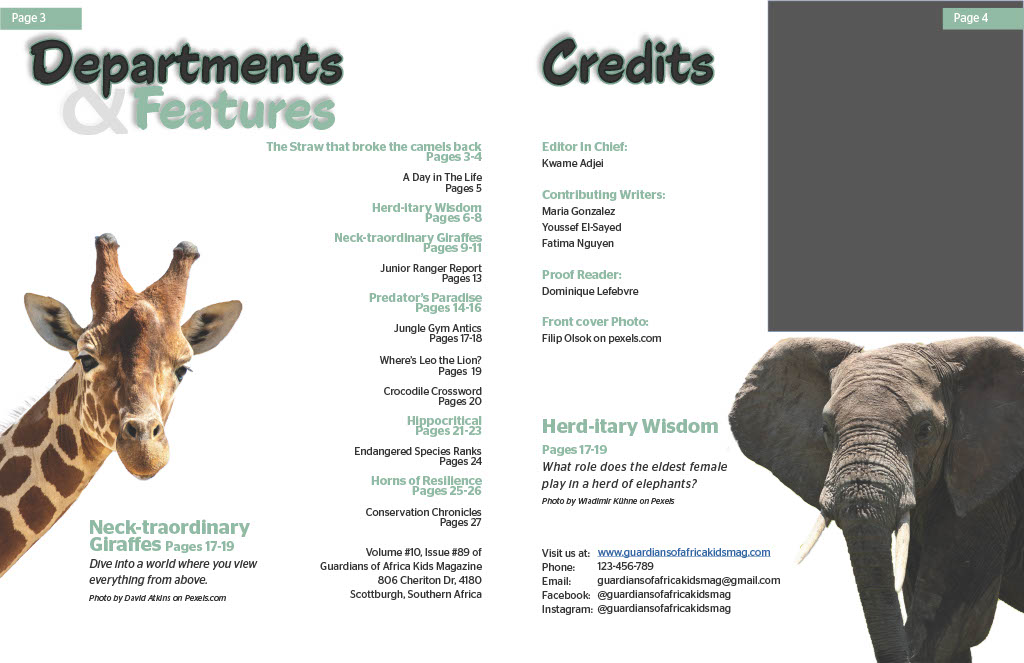 Page 3
Departments
& Features
The Straw that broke the camels back
Pages 3-4
A Day in The Life
Pages 5
Herd-itary Wisdom
Pages 6-8
Neck-traordinary Giraffes
Pages 9-11
Junior Ranger Report
Pages 13
Predator's Paradise
Pages 14-16
Jungle Gym Antics
Pages 17-18
Where's Leo the Lion?
Pages 19
Crocodile Crossword
Pages 20
Hippocritical
Pages 21-23
Endangered Species Ranks
Pages 24
Horns of Resilience
Pages 25-26
Conservation Chronicles
Pages 27
Neck-traordinary
Giraffes Pages 17-19
Dive into a world where you view
everything from above.
Photo by David Atkins on Pexels.com
Volume #10, Issue #89 of
Guardians of Africa Kids Magazine
806 Cheriton Dr, 4180
Scottburgh, Southern Africa
Page 4
Credits
Editor In Chief:
Kwame Adjei
Contributing Writers:
Maria Gonzalez
Youssef El-Sayed
Fatima Nguyen
Proof Reader:
Dominique Lefebvre
Front cover Photo:
Filip Olsok on pexels.com
Herd-itary Wisdom
Pages 17-19
What role does the eldest female
play in a herd of elephants?
Photo by Wladimir Kühne on Pexels
Visit us at: www.guardiansofafricakidsmag.com
Phone: 123-456-789
Email: guardiansofafricakidsmag@gmail.com
Facebook: @guardiansofafricakidsmag
Instagram: @guardiansofafricakidsmag